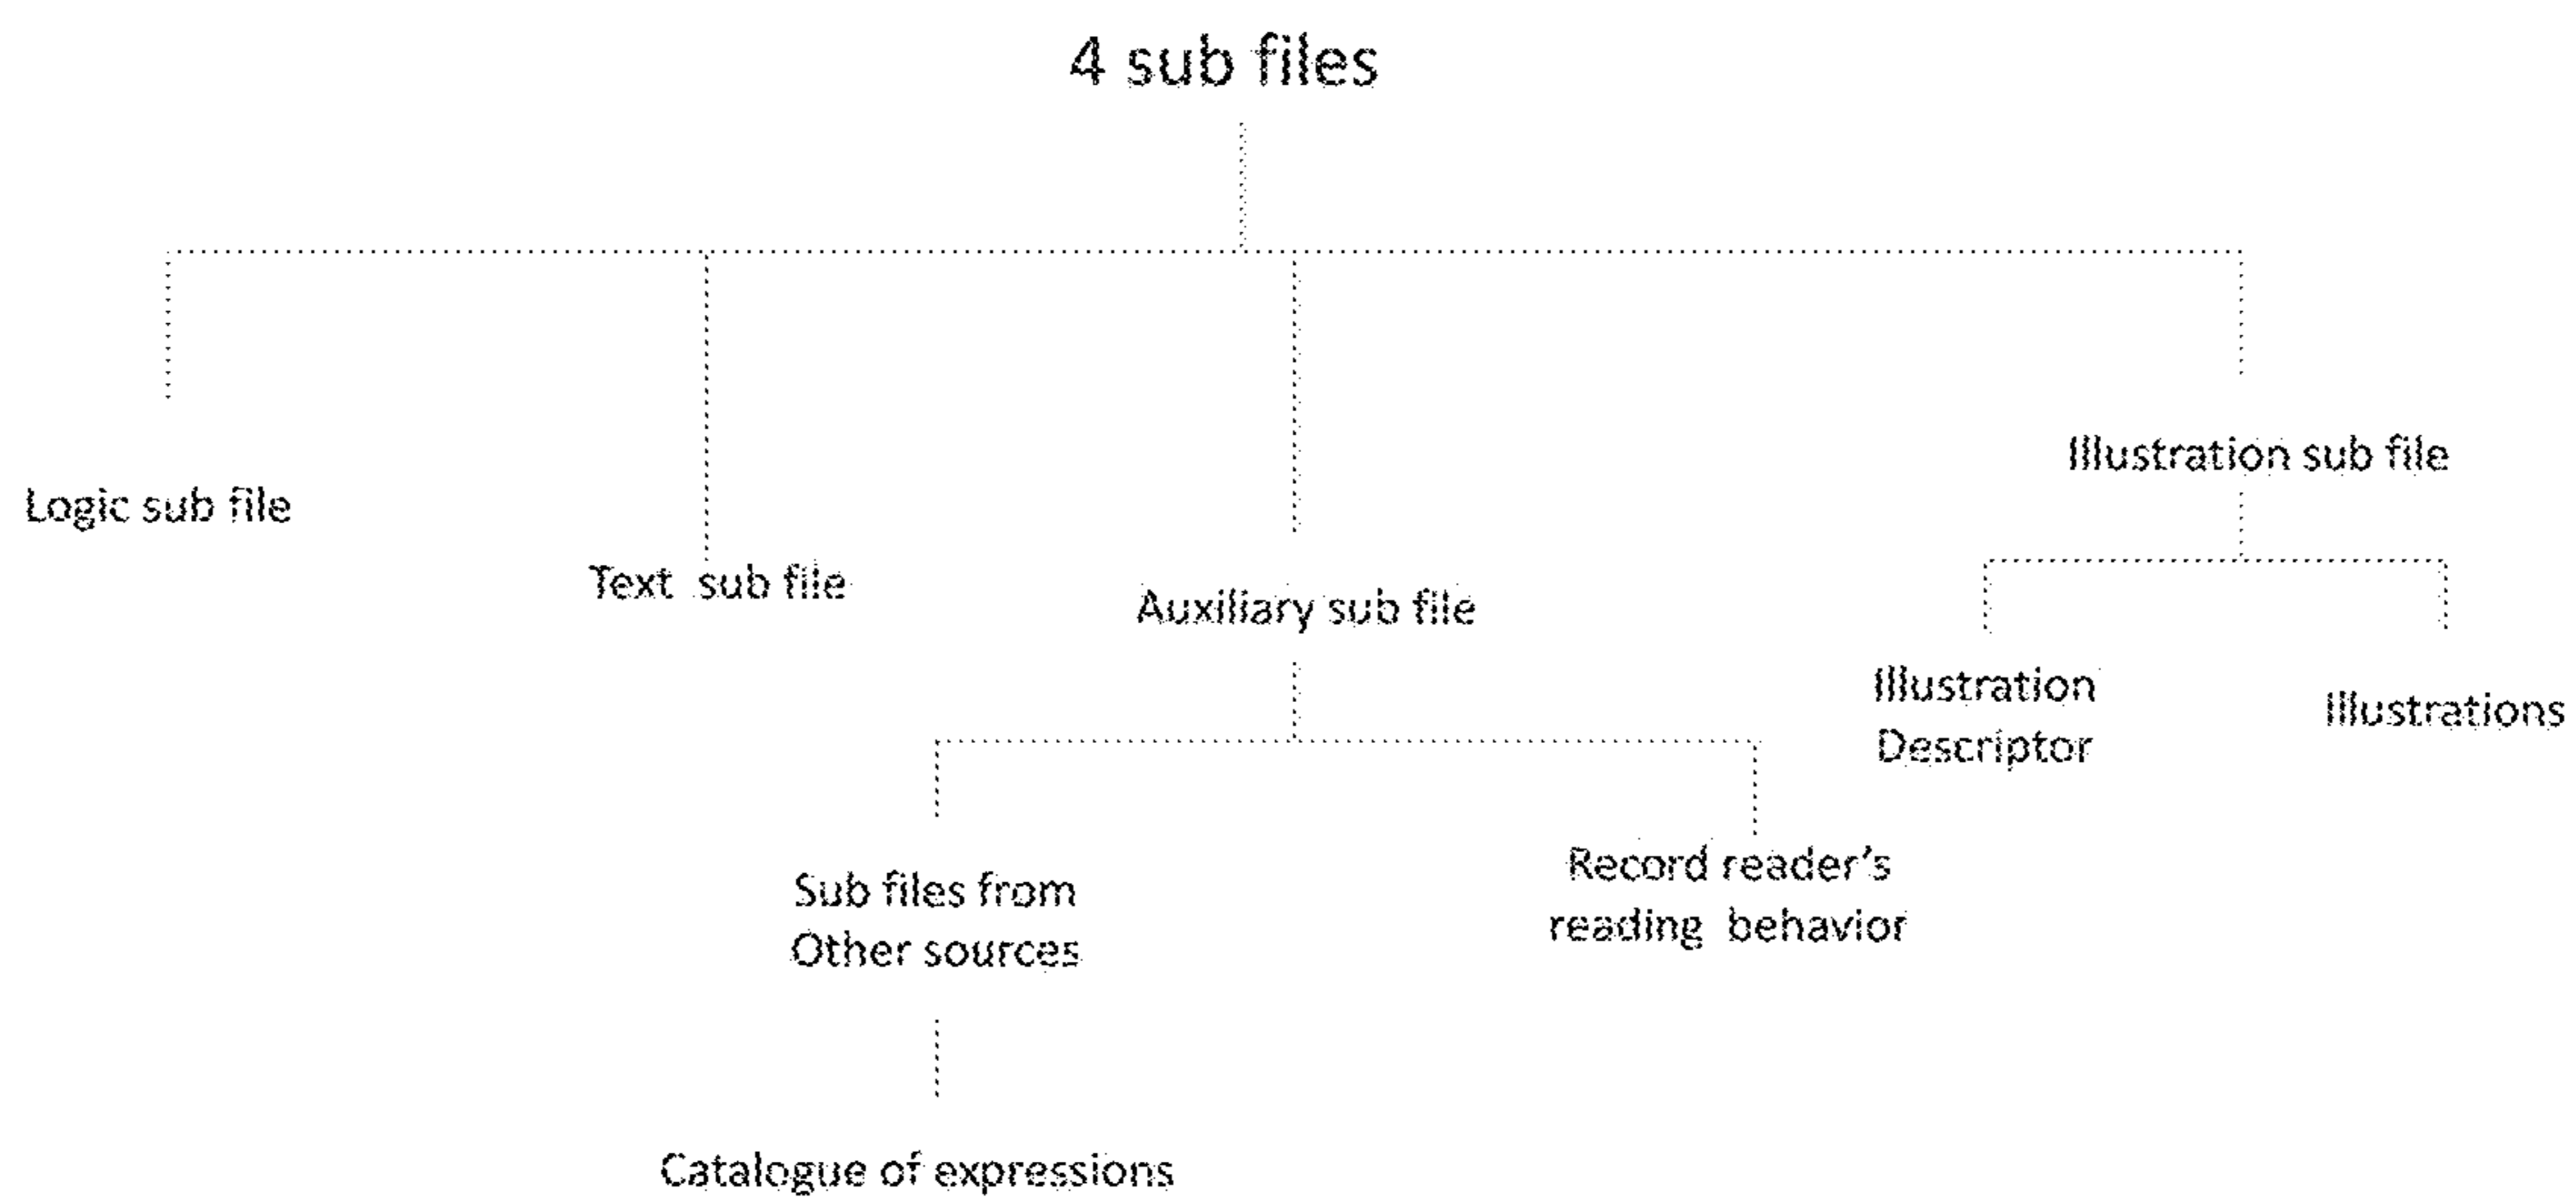 4 sub files
Logic sub file
Text sub file
Auxiliary sub file
Illustration sub file
Illustration
Descriptor
Illustrations
Sub files from
Other sources
Record reader's
reading behavior
Catalogue of expressions